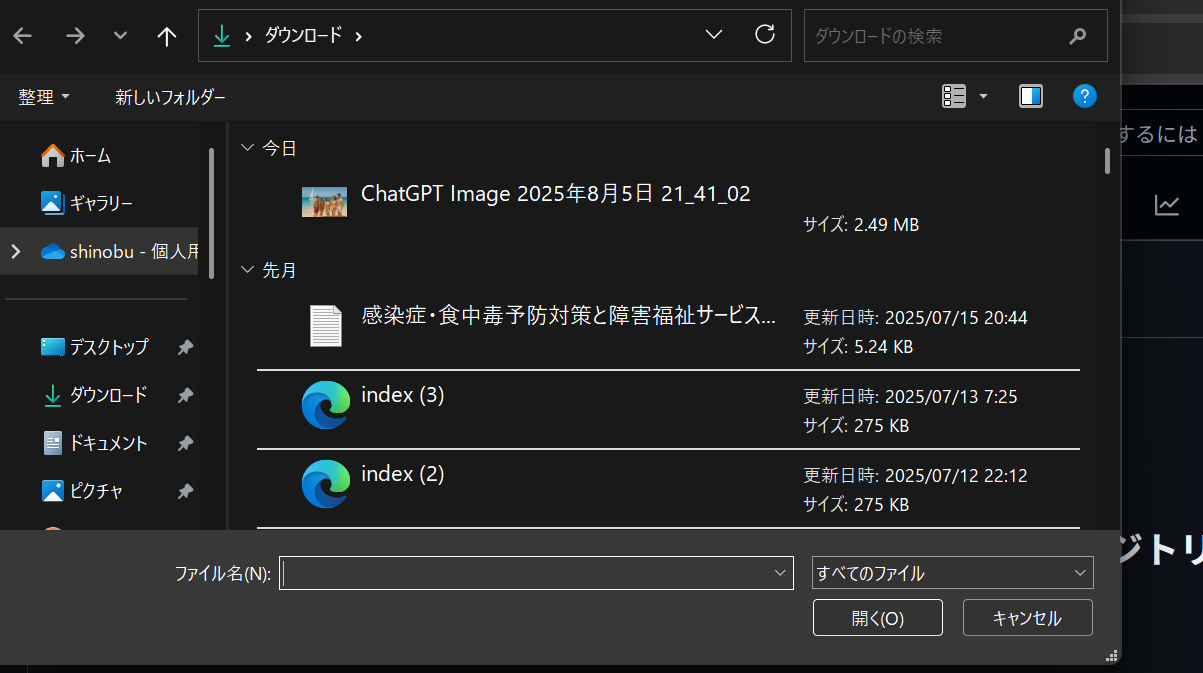 ダウンロード
ダウンロードの検索
整理
新しいフォルダー
するには
ホーム
ギャラリー
shinobu - 個人用
デスクトップ
ダウンロード
ドキュメント
ピクチャ
今日
ChatGPT Image 2025年8月5日 21_41_02
サイズ: 2.49 MB
先月
感染症・食中毒予防対策と障害福祉サービス...
更新日時: 2025/07/15 20:44
サイズ: 5.24 KB
index (3)
更新日時: 2025/07/13 7:25
サイズ: 275 KB
index (2)
更新日時: 2025/07/12 22:12
サイズ: 275 KB
ジトリ
ファイル名(N):
すべてのファイル
開く(O)
キャンセル